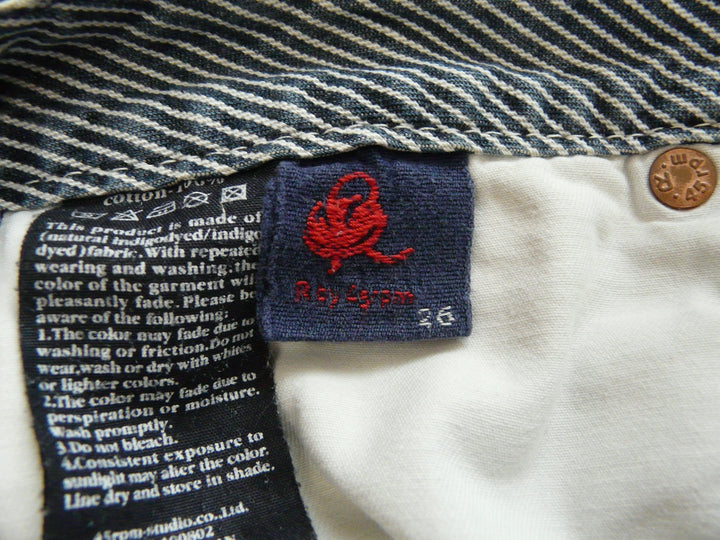 cotton-100%
This product is made of
(natural indigodyed/indigo
dyed)fabric.With repeated
wearing and washing,the
color of the garment will
pleasantly fade.Please be
aware of the following:
1.The color may fade due to
washing or friction.Do not
wear,wash or dry with whites
or lighter colors.
2.The color may fade due to
perspiration or moisture.
Wash promptly.
3.Do not bleach.
4.Consistent exposure to
sunlight may alter the color.
Line dry and store in shade.
45rpm-studio.co.,Ltd.
R by 45rpm
26
R. 45rpm